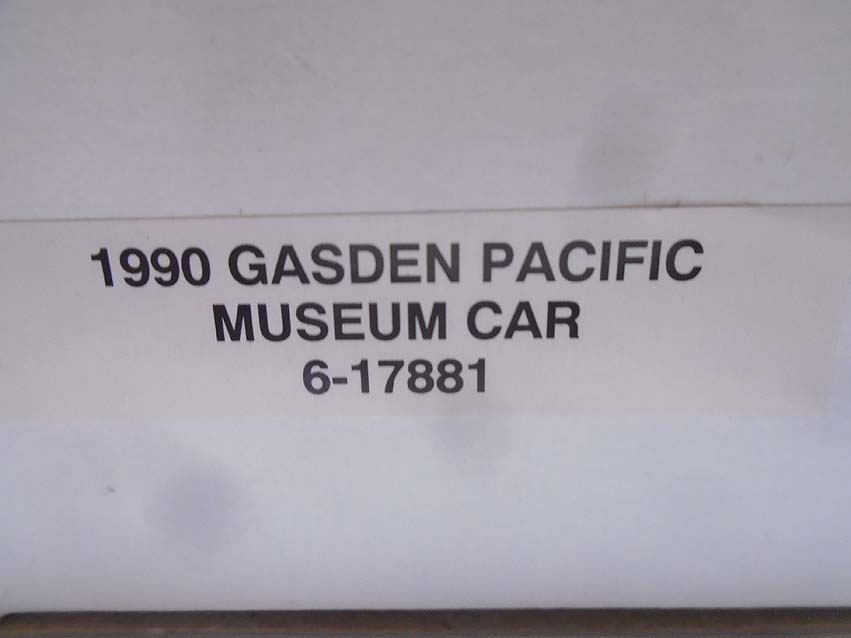 1990 GASDEN PACIFIC
MUSEUM CAR
6-17881